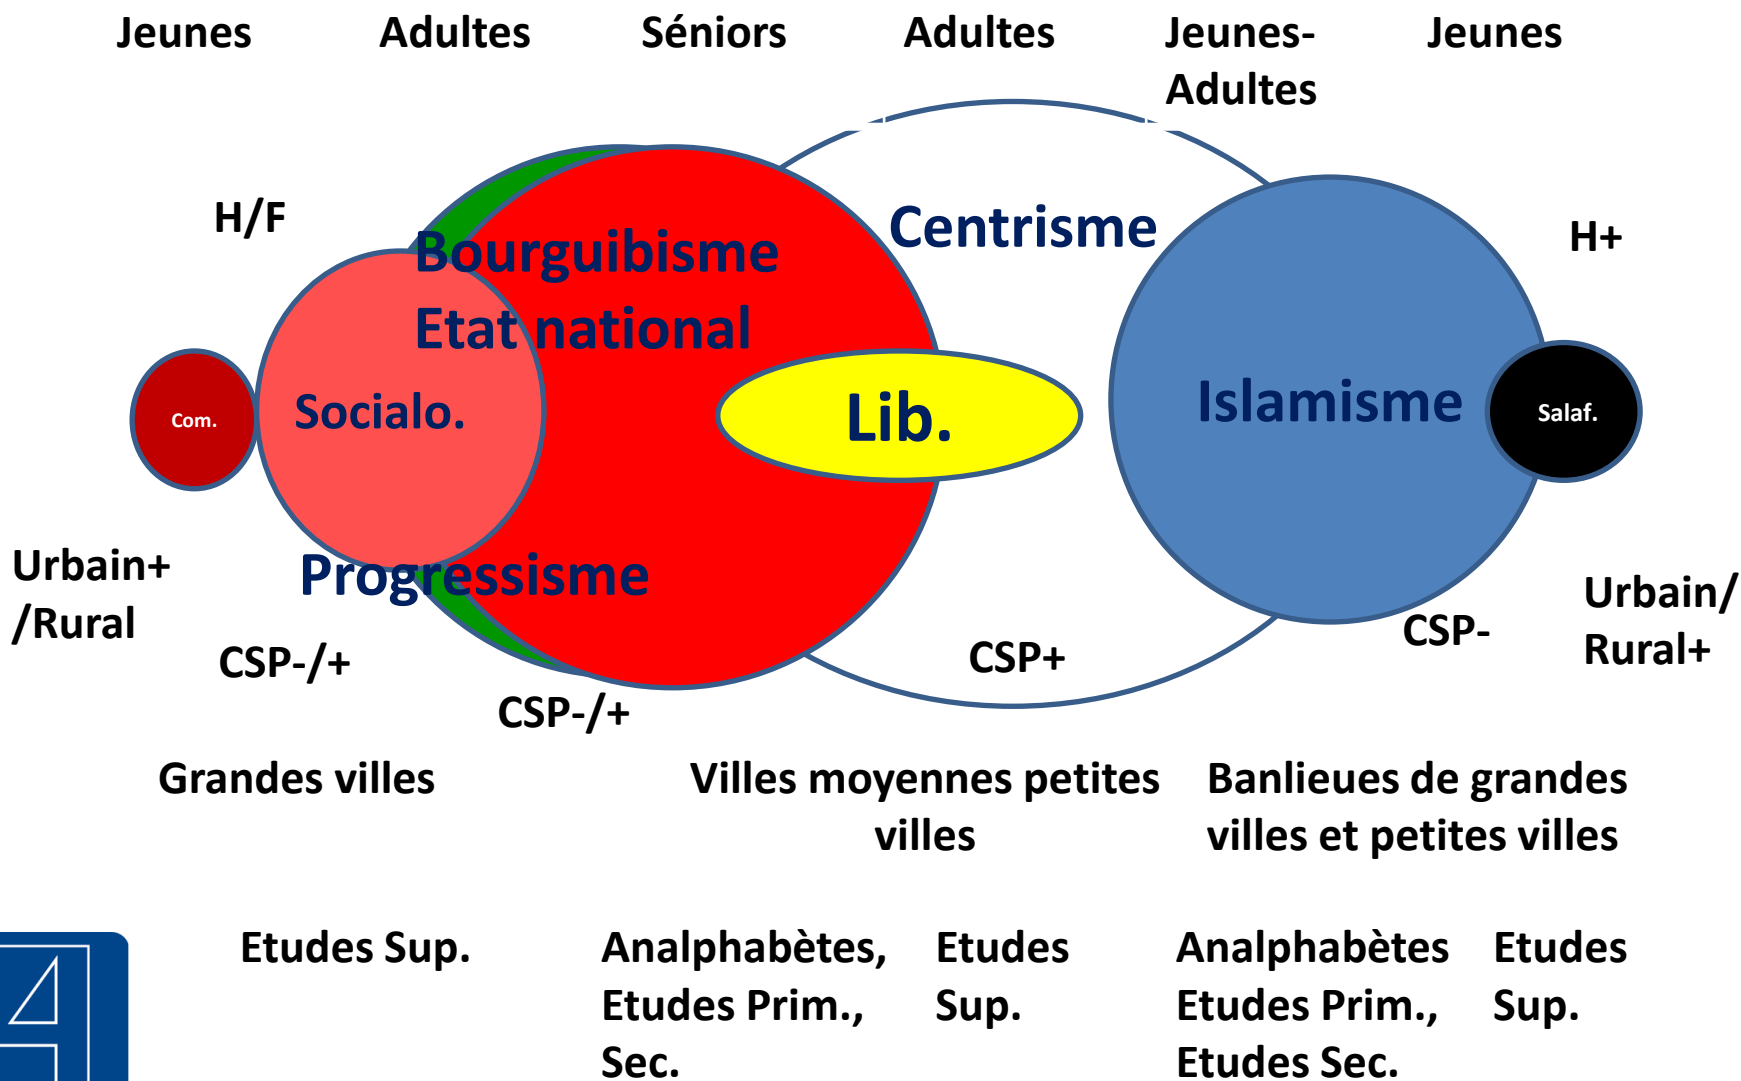 Jeunes
Adultes
Séniors
Adultes
Jeunes-
Adultes
Jeunes
H/F
Bourguibisme
Etat national
Centrisme
H+
Com.
Socialo.
Lib.
Islamisme
Salaf.
Urbain+
/Rural
Progressisme
CSP-/+
CSP-/+
CSP+
CSP-
Urbain/
Rural+
Grandes villes
Villes moyennes petites
villes
Banlieues de grandes
villes et petites villes
Etudes Sup.
Analphabètes,
Etudes Prim.,
Sec.
Etudes
Sup.
Analphabètes
Etudes Prim.,
Etudes Sec.
Etudes
Sup.